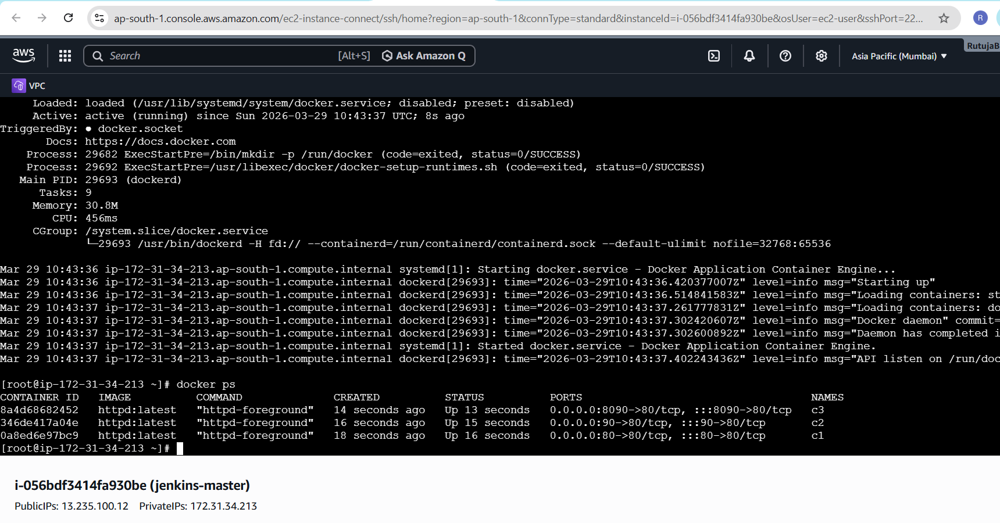 ap-south-1.console.aws.amazon.com/ec2-instance-connect/ssh/home?region=ap-south-1&connType=standard&instanceId=i-056bdf3414fa930be&osUser=ec2-user&sshPort=22...
R
aws
Search [Alt+S] Ask Amazon Q
Asia Pacific (Mumbai)
RutujaB
VPC
Loaded: loaded (/usr/lib/systemd/system/docker.service; disabled; preset: disabled)
Active: active (running) since Sun 2026-03-29 10:43:37 UTC; 8s ago
TriggeredBy: ● docker.socket
Docs: https://docs.docker.com
Process: 29682 ExecStartPre=/bin/mkdir -p /run/docker (code=exited, status=0/SUCCESS)
Process: 29692 ExecStartPre=/usr/libexec/docker/docker-setup-runtimes.sh (code=exited, status=0/SUCCESS)
Main PID: 29693 (dockerd)
Tasks: 9
Memory: 30.8M
CPU: 456ms
CGroup: /system.slice/docker.service
└─29693 /usr/bin/dockerd -H fd:// --containerd=/run/containerd/containerd.sock --default-ulimit nofile=32768:65536
Mar 29 10:43:36 ip-172-31-34-213.ap-south-1.compute.internal systemd[1]: Starting docker.service - Docker Application Container Engine...
Mar 29 10:43:36 ip-172-31-34-213.ap-south-1.compute.internal dockerd[29693]: time="2026-03-29T10:43:36.420377007Z" level=info msg="Starting up"
Mar 29 10:43:36 ip-172-31-34-213.ap-south-1.compute.internal dockerd[29693]: time="2026-03-29T10:43:36.514841583Z" level=info msg="Loading containers: st
Mar 29 10:43:37 ip-172-31-34-213.ap-south-1.compute.internal dockerd[29693]: time="2026-03-29T10:43:37.261777831Z" level=info msg="Loading containers: do
Mar 29 10:43:37 ip-172-31-34-213.ap-south-1.compute.internal dockerd[29693]: time="2026-03-29T10:43:37.302420607Z" level=info msg="Docker daemon" commit=
Mar 29 10:43:37 ip-172-31-34-213.ap-south-1.compute.internal dockerd[29693]: time="2026-03-29T10:43:37.302600892Z" level=info msg="Daemon has completed i
Mar 29 10:43:37 ip-172-31-34-213.ap-south-1.compute.internal systemd[1]: Started docker.service - Docker Application Container Engine.
Mar 29 10:43:37 ip-172-31-34-213.ap-south-1.compute.internal dockerd[29693]: time="2026-03-29T10:43:37.402243436Z" level=info msg="API listen on /run/doc
[root@ip-172-31-34-213 ~]# docker ps
CONTAINER ID IMAGE COMMAND CREATED STATUS PORTS NAMES
8a4d68682452 httpd:latest "httpd-foreground" 14 seconds ago Up 13 seconds 0.0.0.0:8090->80/tcp, :::8090->80/tcp c3
346de417a04e httpd:latest "httpd-foreground" 16 seconds ago Up 15 seconds 0.0.0.0:90->80/tcp, :::90->80/tcp c2
0a8ed6e97bc9 httpd:latest "httpd-foreground" 18 seconds ago Up 16 seconds 0.0.0.0:80->80/tcp, :::80->80/tcp c1
[root@ip-172-31-34-213 ~]#
i-056bdf3414fa930be (jenkins-master)
PublicIPs: 13.235.100.12 PrivateIPs: 172.31.34.213